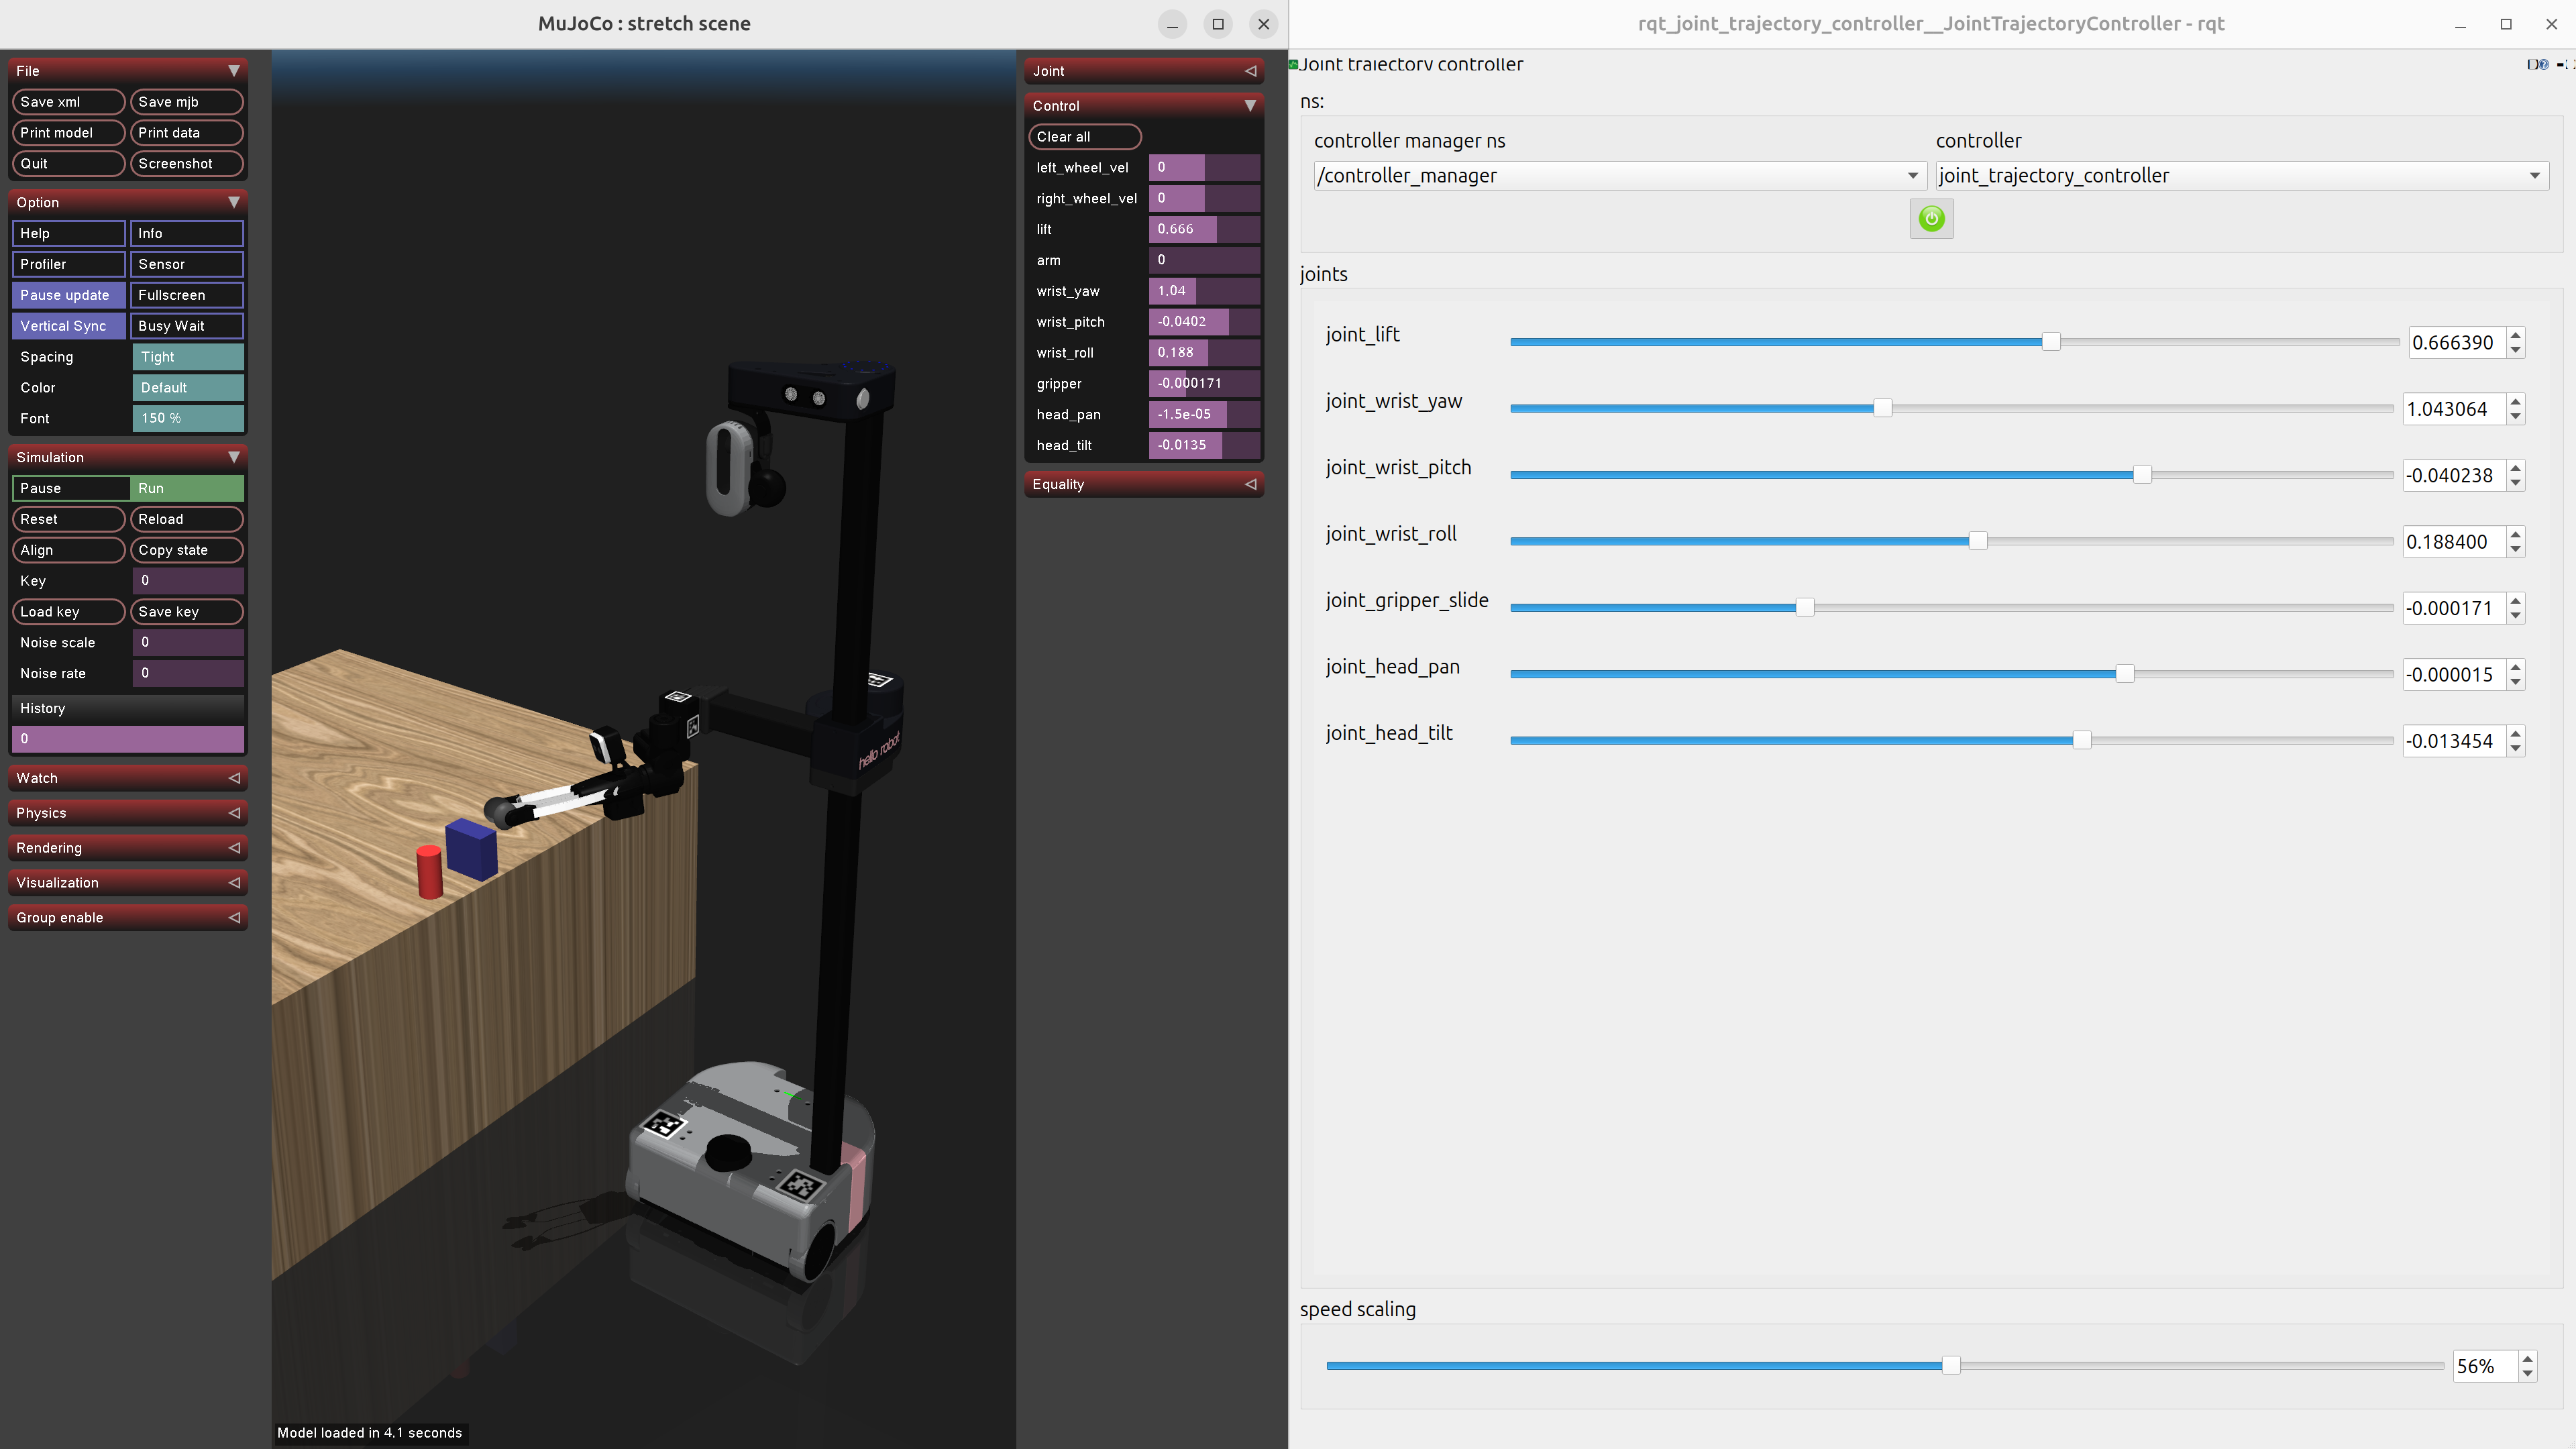 MuJoCo : stretch scene
File
Save xml
Save mjb
Print model
Print data
Quit
Screenshot
Option
Help
Info
Profiler
Sensor
Pause update
Fullscreen
Vertical Sync
Busy Wait
Spacing
Tight
Color
Default
Font
150 %
Simulation
Pause
Run
Reset
Reload
Align
Copy state
Key
0
Load key
Save key
Noise scale
0
Noise rate
0
History
0
Watch
Physics
Rendering
Visualization
Group enable
hello robot
Model loaded in 4.1 seconds
Joint
Control
Clear all
left_wheel_vel
0
right_wheel_vel
0
lift
0.666
arm
0
wrist_yaw
1.04
wrist_pitch
-0.0402
wrist_roll
0.188
gripper
-0.000171
head_pan
-1.5e-05
head_tilt
-0.0135
Equality
rqt_joint_trajectory_controller__JointTrajectoryController - rqt
Joint trajectory controller
ns:
controller manager ns
controller
/controller_manager
joint_trajectory_controller
joints
joint_lift
0.666390
joint_wrist_yaw
1.043064
joint_wrist_pitch
-0.040238
joint_wrist_roll
0.188400
joint_gripper_slide
-0.000171
joint_head_pan
-0.000015
joint_head_tilt
-0.013454
speed scaling
56%